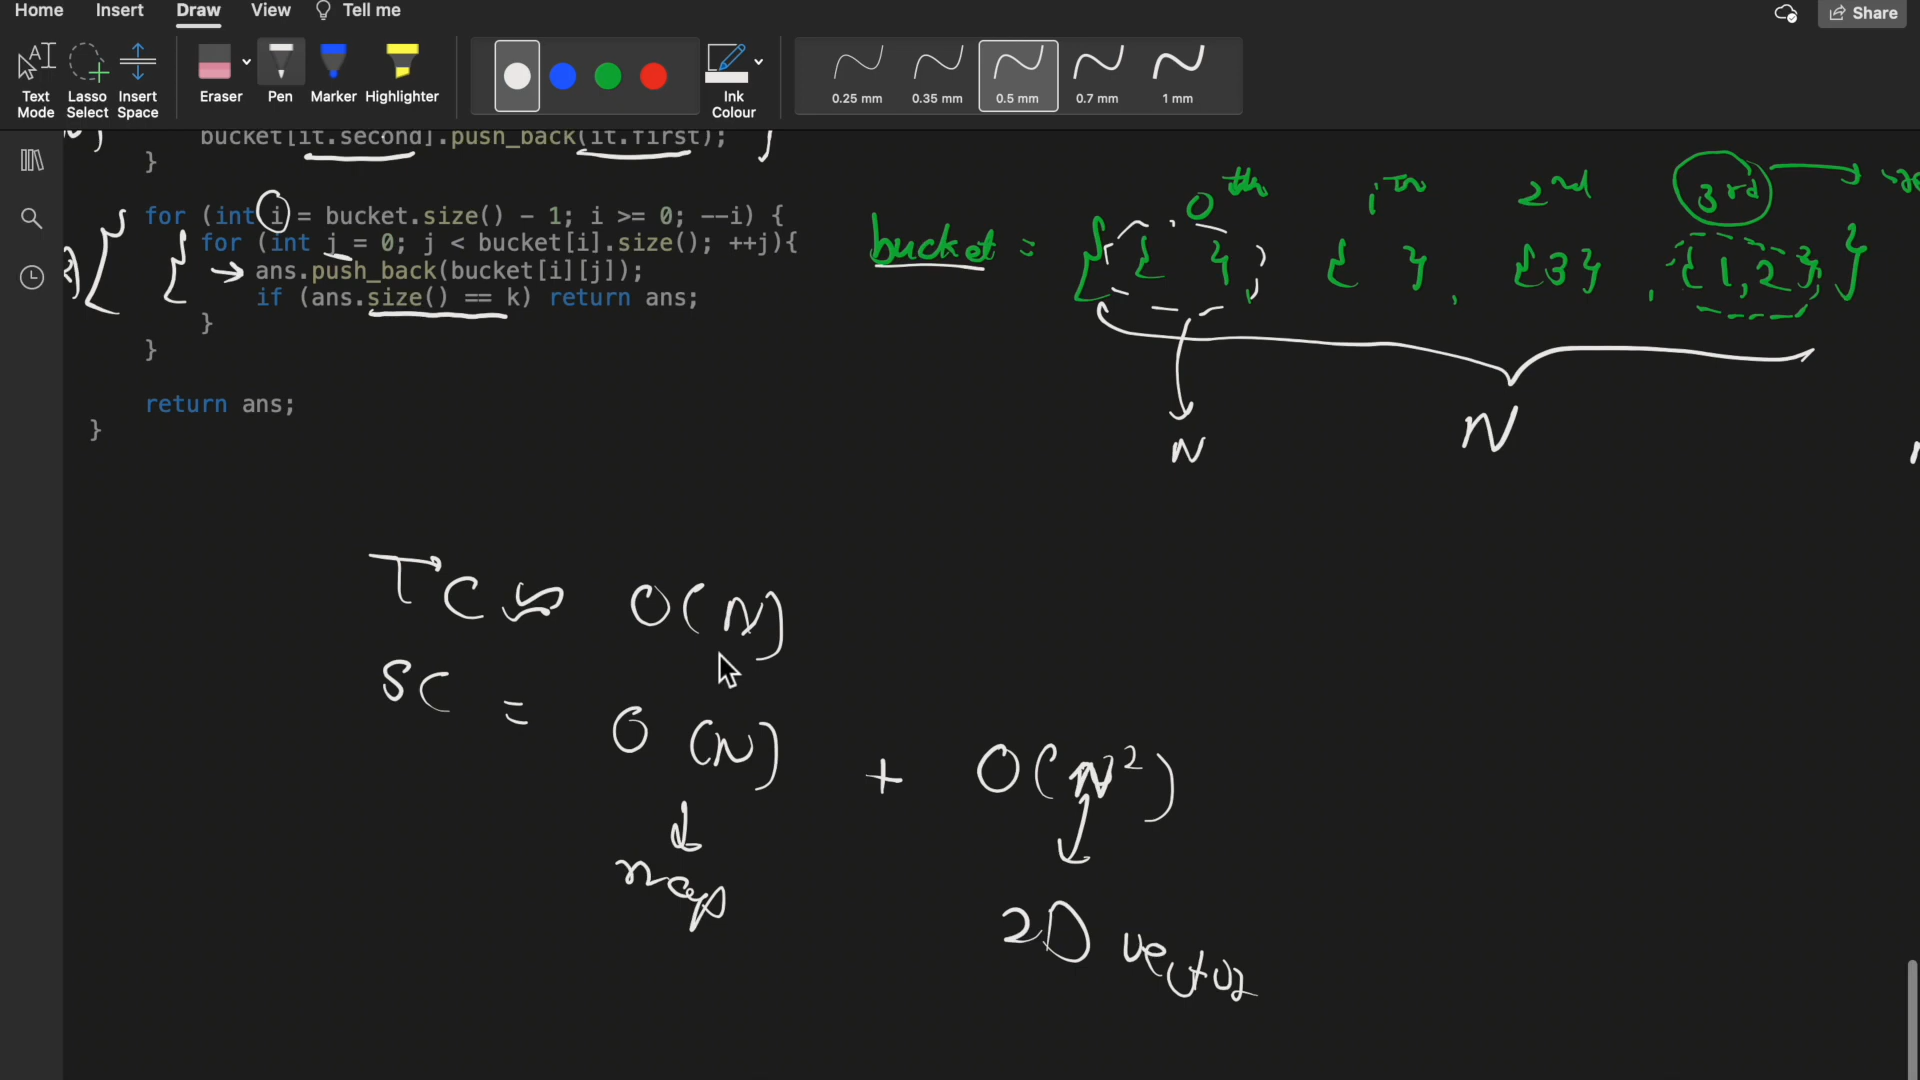 Home Insert Draw View Tell me Share
Text Mode
Lasso Select
Insert Space
Eraser
Pen
Marker
Highlighter
Ink Colour
0.25 mm
0.35 mm
0.5 mm
0.7 mm
1 mm
bucket[it.second].push_back(it.first);
}
for (int i = bucket.size() - 1; i >= 0; --i) {
for (int j = 0; j < bucket[i].size(); ++j){
ans.push_back(bucket[i][j]);
if (ans.size() == k) return ans;
}
}
return ans;
}
0th 1th 2nd 3rd
bucket = { { }, { }, {3}, {1,2} }
N N
TC ≈ O(N)
SC = O(N) + O(N²)
map
2D vector